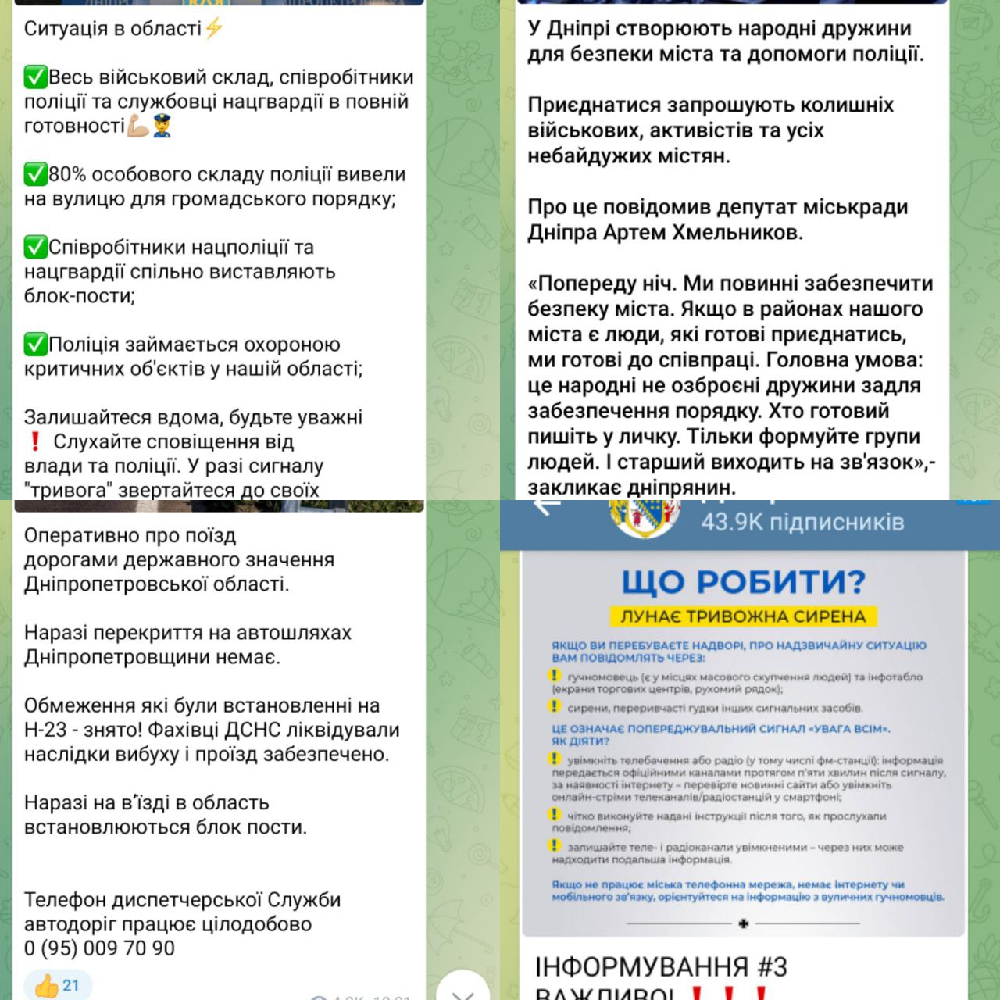 Ситуація в області⚡
✅Весь військовий склад, співробітники
поліції та службовці нацгвардії в повній
готовності💪🏼👮
✅80% особового складу поліції вивели
на вулицю для громадського порядку;
✅Співробітники нацполіції та
нацгвардії спільно виставляють
блок-пости;
✅Поліція займається охороною
критичних об'єктів у нашій області;
Залишайтеся вдома, будьте уважні
❗ Слухайте сповіщення від
влади та поліції. У разі сигналу
"тривога" звертайтеся до своїх
У Дніпрі створюють народні дружини
для безпеки міста та допомоги поліції.
Приєднатися запрошують колишніх
військових, активістів та усіх
небайдужих містян.
Про це повідомив депутат міськради
Дніпра Артем Хмельников.
«Попереду ніч. Ми повинні забезпечити
безпеку міста. Якщо в районах нашого
міста є люди, які готові приєднатись,
ми готові до співпраці. Головна умова:
це народні не озброєні дружини задля
забезпечення порядку. Хто готовий
пишіть у личку. Тільки формуйте групи
людей. І старший виходить на зв'язок»,-
закликає дніпрянин.
Оперативно про поїзд
дорогами державного значення
Дніпропетровської області.
Наразі перекриття на автошляхах
Дніпропетровщини немає.
Обмеження які були встановленні на
Н-23 - знято! Фахівці ДСНС ліквідували
наслідки вибуху і проїзд забезпечено.
Наразі на в'їзді в область
встановлюються блок пости.
Телефон диспетчерської Служби
автодоріг працює цілодобово
0 (95) 009 70 90
👍 21
43.9K підписників
ЩО РОБИТИ?
ЛУНАЄ ТРИВОЖНА СИРЕНА
ЯКЩО ВИ ПЕРЕБУВАЄТЕ НАДВОРІ, ПРО НАДЗВИЧАЙНУ СИТУАЦІЮ
ВАМ ПОВІДОМЛЯТЬ ЧЕРЕЗ:
! гучномовець (є у місцях масового скупчення людей) та інфотабло
(екрани торгових центрів, рухомий рядок);
! сирени, переривчасті гудки інших сигнальних засобів.
ЦЕ ОЗНАЧАЄ ПОПЕРЕДЖУВАЛЬНИЙ СИГНАЛ «УВАГА ВСІМ».
ЯК ДІЯТИ?
! увімкніть телебачення або радіо (у тому числі фм-станції): інформація
передається офіційними каналами протягом п'яти хвилин після сигналу,
за наявності інтернету – перевірте новинні сайти або увімкніть
онлайн-стріми телеканалів/радіостанцій у смартфоні;
! чітко виконуйте надані інструкції після того, як прослухали
повідомлення;
! залишайте теле- і радіоканали увімкненими – через них може
надходити подальша інформація.
Якщо не працює міська телефонна мережа, немає інтернету чи
мобільного зв'язку, орієнтуйтеся на інформацію з вуличних гучномовців.
ІНФОРМУВАННЯ #3
ВАЖЛИВО! ❗❗❗